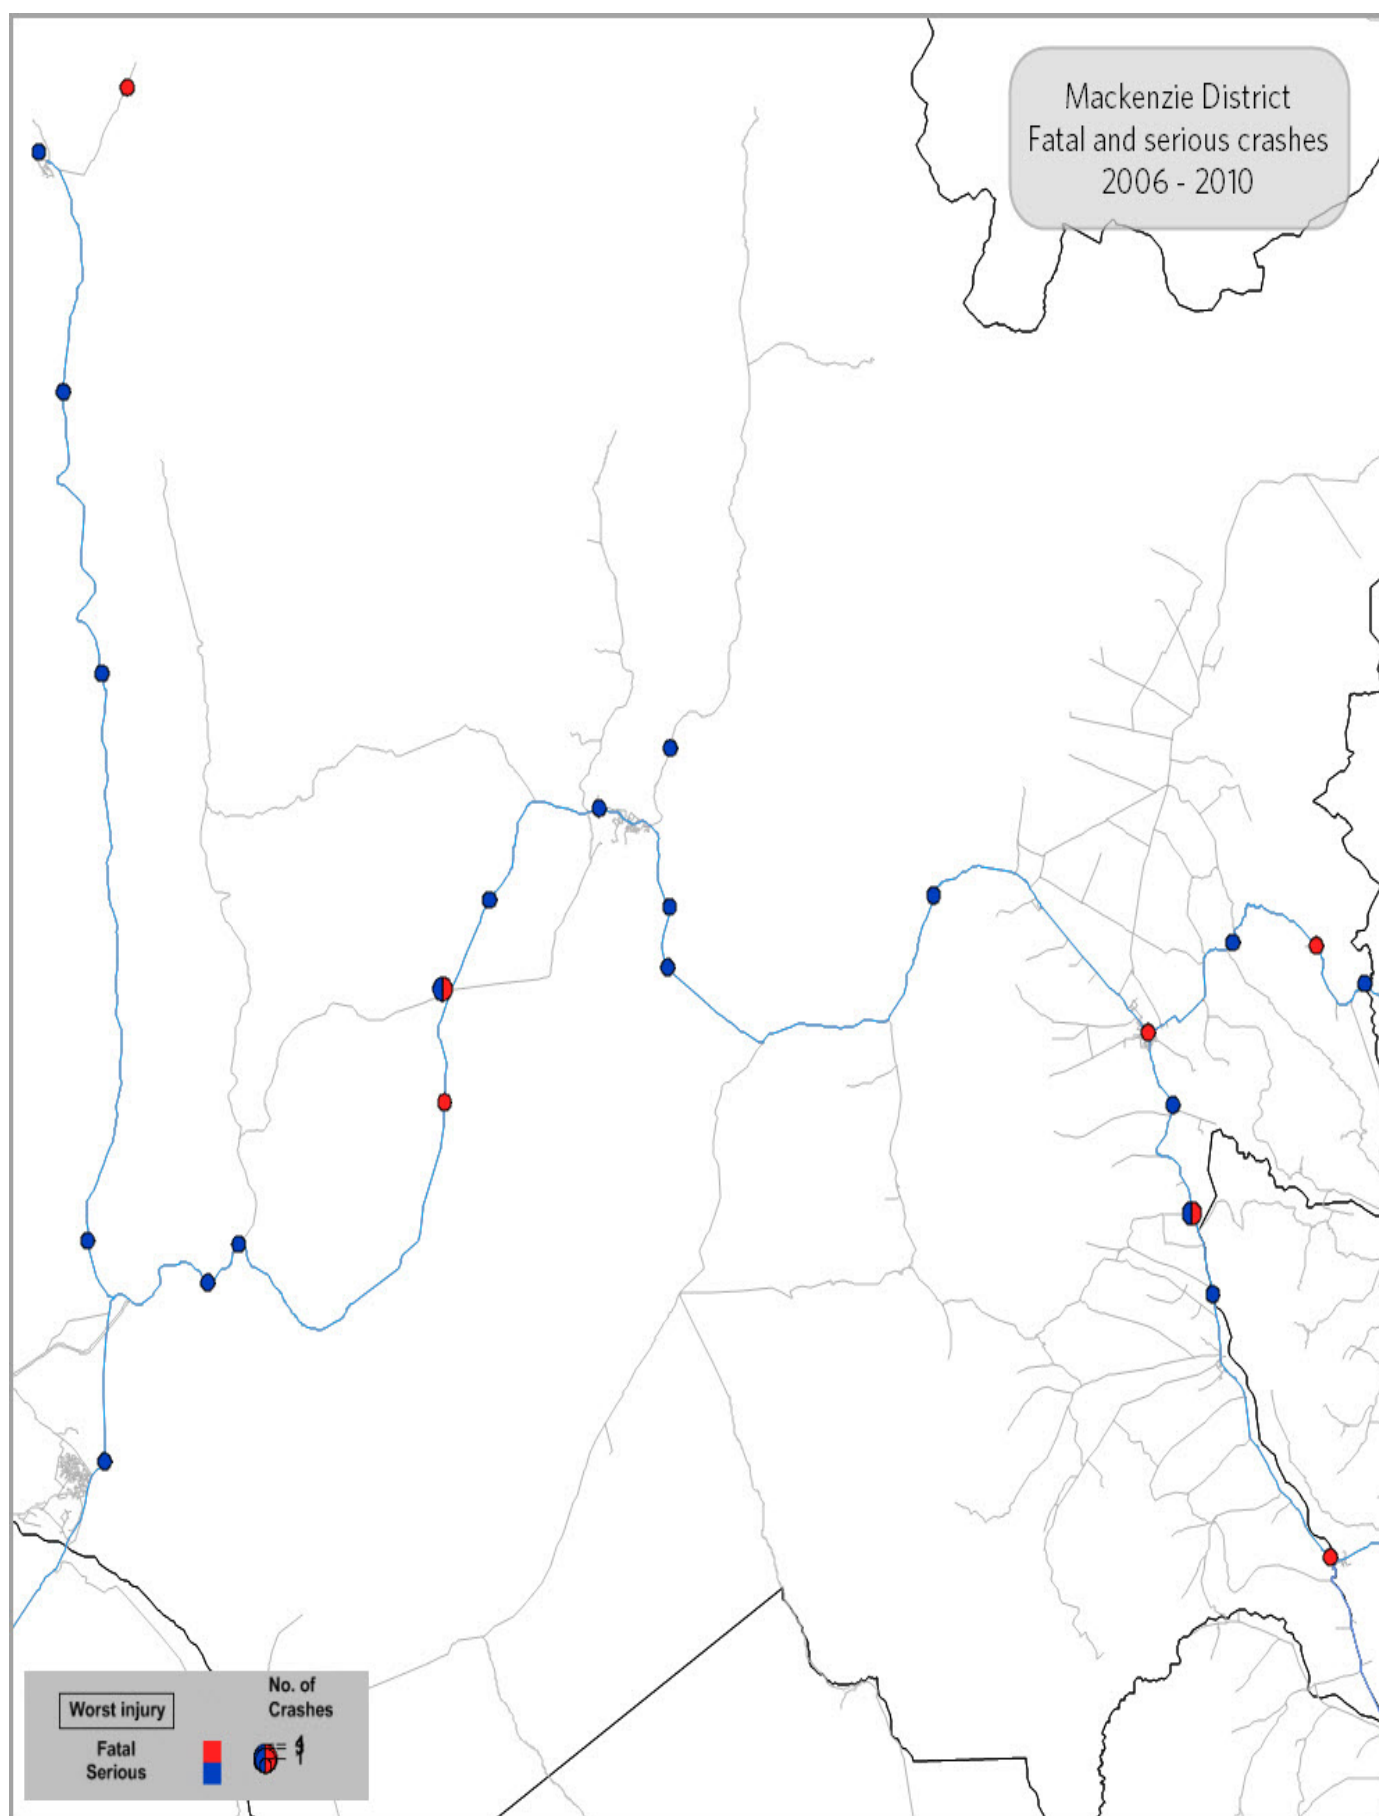 Mackenzie District
Fatal and serious crashes
2006 - 2010
No. of
Crashes
Worst injury
Fatal
Serious